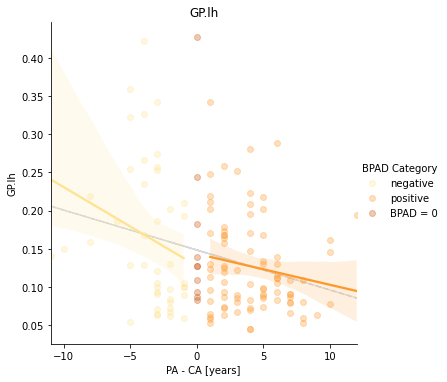 GP.lh
0.40
0.35
0.30
0.25
0.20
0.15
0.10
0.05
GP.lh
−10
−5
0
5
10
PA - CA [years]
BPAD Category
negative
positive
BPAD = 0